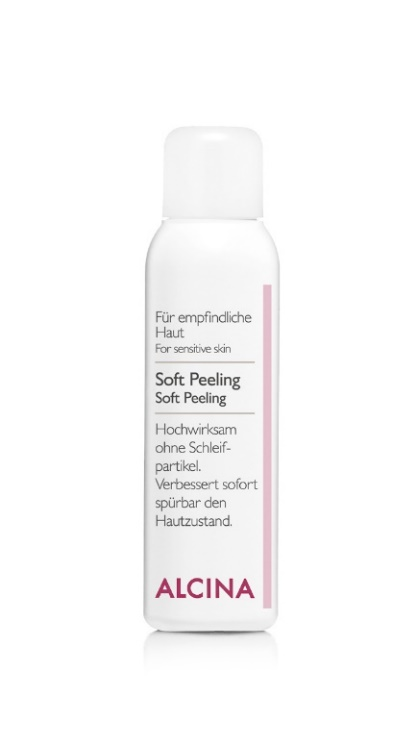 Für empfindliche
Haut
For sensitive skin
Soft Peeling
Soft Peeling
Hochwirksam
ohne Schleif-
partikel.
Verbessert sofort
spürbar den
Hautzustand.
ALCINA